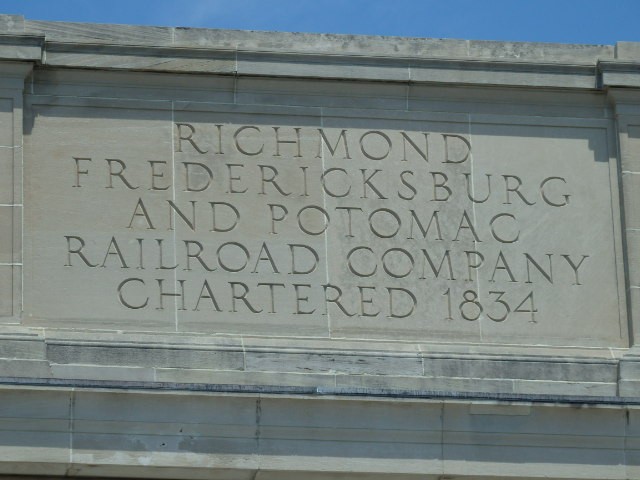 RICHMOND
FREDERICKSBURG
AND POTOMAC
RAILROAD COMPANY
CHARTERED 1834